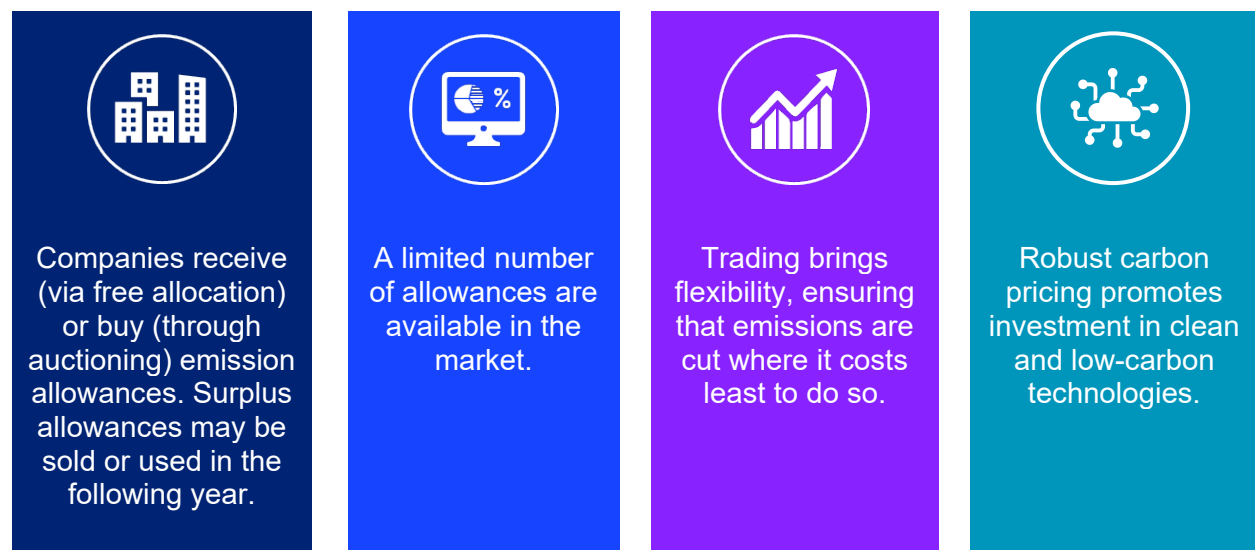 %
Companies receive
(via free allocation)
or buy (through
auctioning) emission
allowances. Surplus
allowances may be
sold or used in the
following year.
A limited number
of allowances are
available in the
market.
Trading brings
flexibility, ensuring
that emissions are
cut where it costs
least to do so.
Robust carbon
pricing promotes
investment in clean
and low-carbon
technologies.